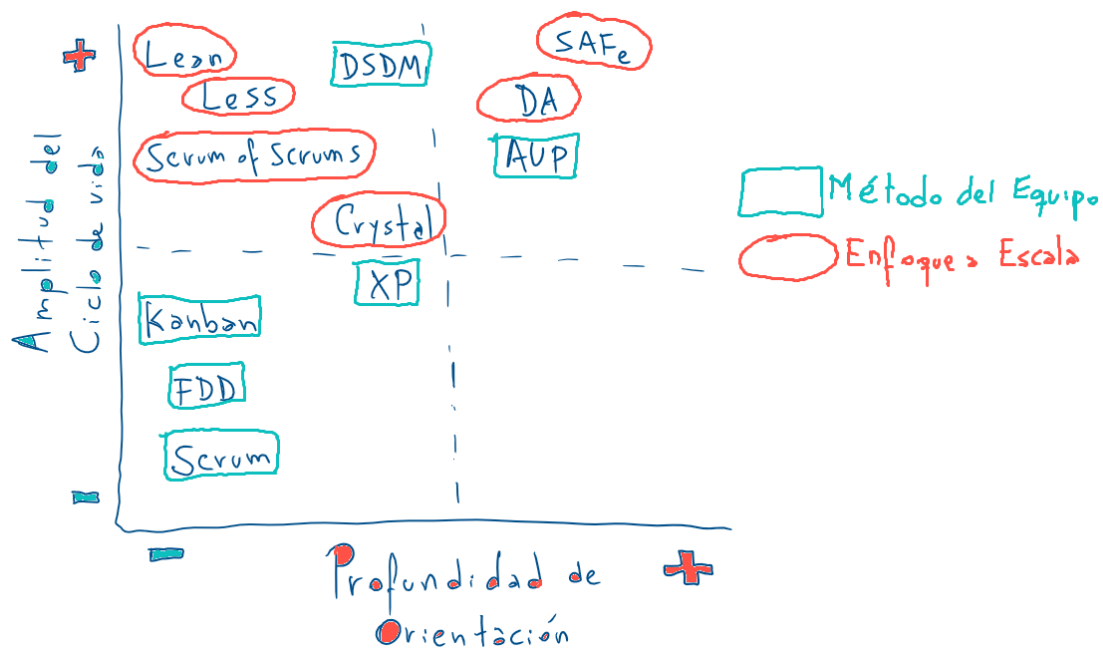 +
Lean
DSDM
SAFe
Less
DA
Scrum of Scrums
AUP
Crystal
XP
Kanban
FDD
Scrum
Amplitud del
Ciclo de vida
-
-
Profundidad de
Orientación
+
Método del Equipo
Enfoque a Escala